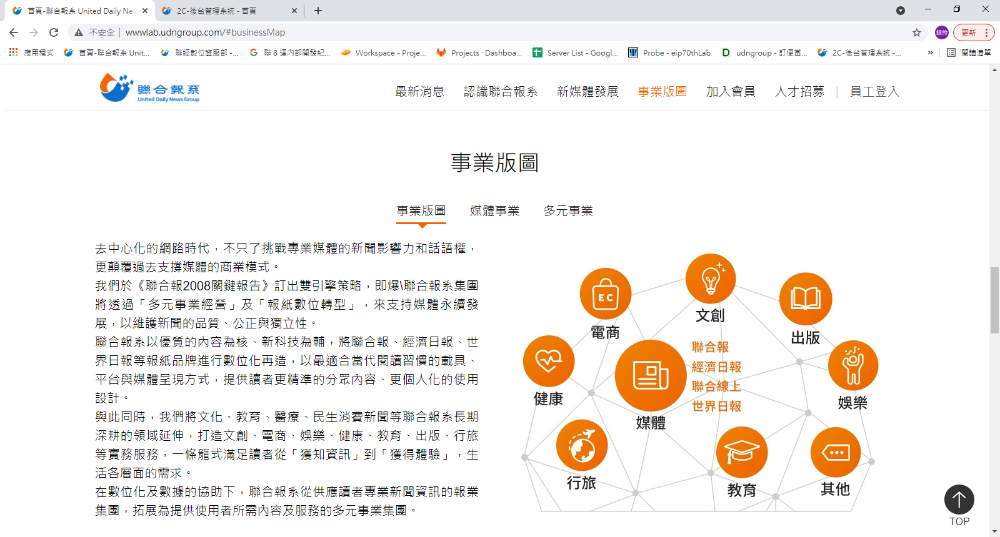 首頁-聯合報系 United Daily Nev
2C-後台管理系統 - 首頁
不安全
wwwlab.udngroup.com/#businessMap
銀伶
更新
應用程式
首頁-聯合報系 Unit...
聯經數位資服部 -...
聯 8 達內部開發紀...
Workspace - Proje...
Projects · Dashboa...
Server List - Googl...
Probe - eip70thLab
udngroup - 訂便當...
2C-後台管理系統 -...
»
閱讀清單
聯合報系
United Daily News Group
最新消息 認識聯合報系 新媒體發展 事業版圖 加入會員 人才招募 | 員工登入
事業版圖
事業版圖 媒體事業 多元事業
去中心化的網路時代，不只了挑戰專業媒體的新聞影響力和話語權，
更顛覆過去支撐媒體的商業模式。
我們於《聯合報2008關鍵報告》訂出雙引擎策略，即爆\聯合報系集團
將透過「多元事業經營」及「報紙數位轉型」，來支持媒體永續發
展，以維護新聞的品質、公正與獨立性。
聯合報系以優質的內容為核、新科技為輔，將聯合報、經濟日報、世
界日報等報紙品牌進行數位化再造，以最適合當代閱讀習慣的載具、
平台與媒體呈現方式，提供讀者更精準的分眾內容、更個人化的使用
設計。
與此同時，我們將文化、教育、醫療、民生消費新聞等聯合報系長期
深耕的領域延伸，打造文創、電商、娛樂、健康、教育、出版、行旅
等實務服務，一條龍式滿足讀者從「獲知資訊」到「獲得體驗」，生
活各層面的需求。
在數位化及數據的協助下，聯合報系從供應讀者專業新聞資訊的報業
集團，拓展為提供使用者所需內容及服務的多元事業集團。
EC
電商
文創
出版
健康
媒體
聯合報
經濟日報
聯合線上
世界日報
娛樂
行旅
教育
其他
TOP